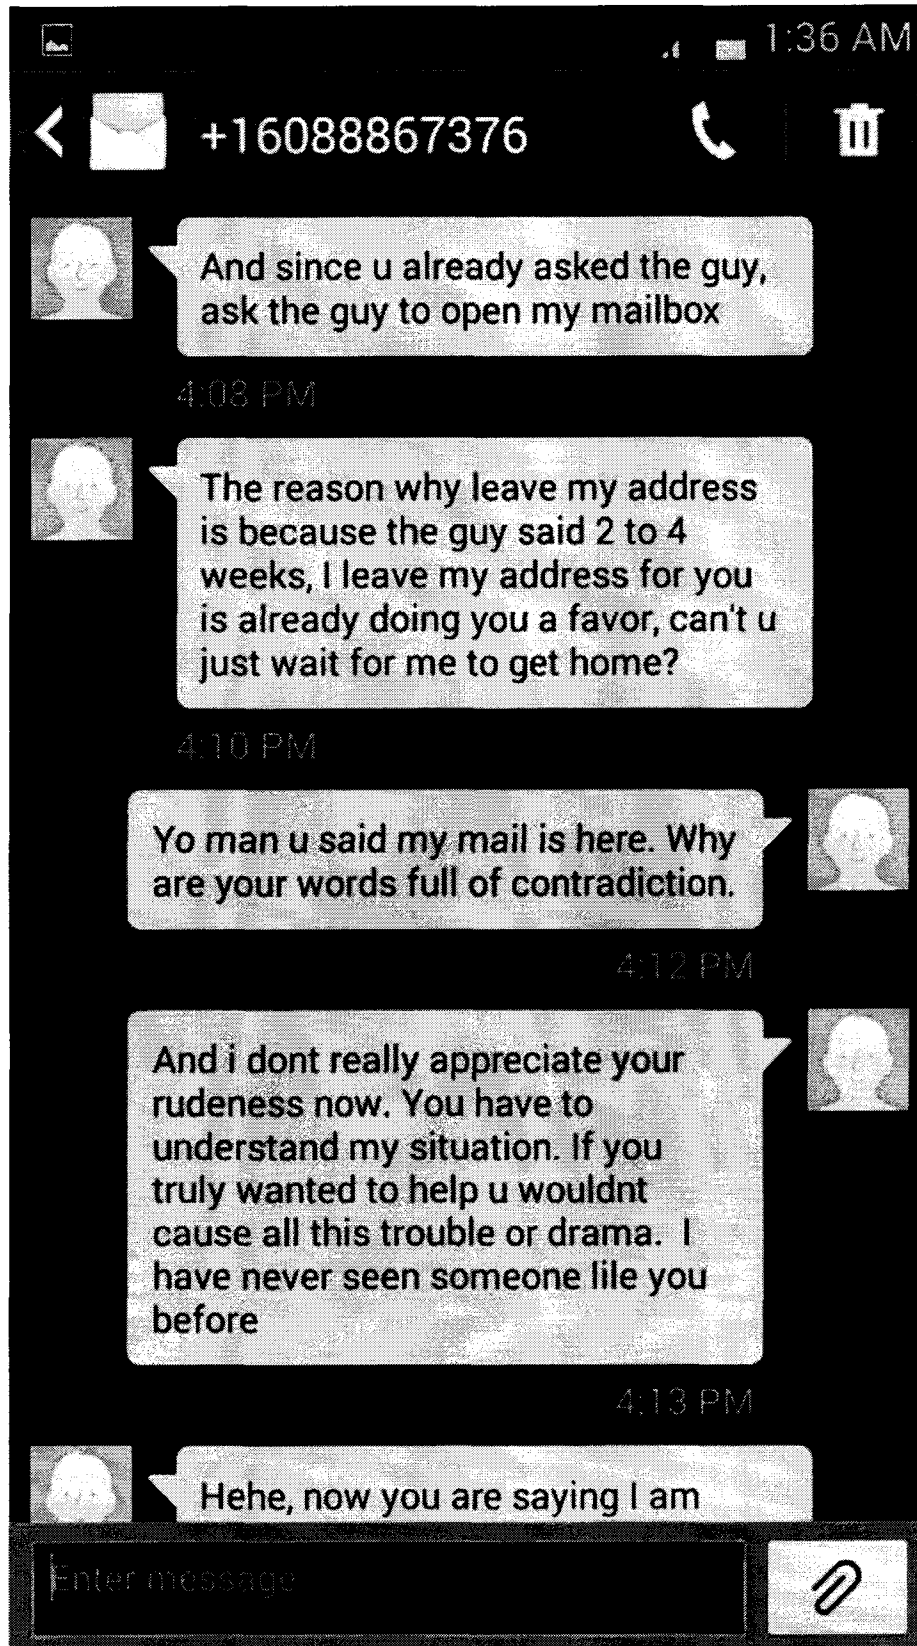 1:36 AM
+16088867376
And since u already asked the guy,
ask the guy to open my mailbox
4:08 PM
The reason why leave my address
is because the guy said 2 to 4
weeks, I leave my address for you
is already doing you a favor, can't u
just wait for me to get home?
4:10 PM
Yo man u said my mail is here. Why
are your words full of contradiction.
4:12 PM
And i dont really appreciate your
rudeness now. You have to
understand my situation. If you
truly wanted to help u wouldnt
cause all this trouble or drama.  I
have never seen someone lile you
before
4:13 PM
Hehe, now you are saying I am
Enter message